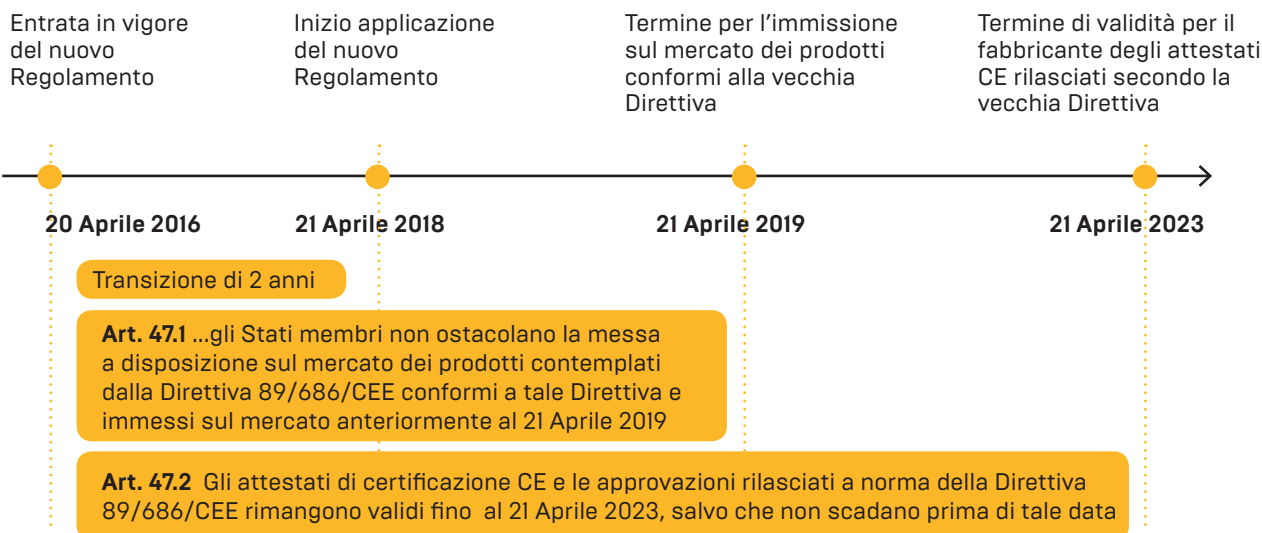 Entrata in vigore
del nuovo
Regolamento
Inizio applicazione
del nuovo
Regolamento
Termine per l'immissione
sul mercato dei prodotti
conformi alla vecchia
Direttiva
Termine di validità per il
fabbricante degli attestati
CE rilasciati secondo la
vecchia Direttiva
20 Aprile 2016
21 Aprile 2018
21 Aprile 2019
21 Aprile 2023
Transizione di 2 anni
Art. 47.1 ...gli Stati membri non ostacolano la messa
a disposizione sul mercato dei prodotti contemplati
dalla Direttiva 89/686/CEE conformi a tale Direttiva e
immessi sul mercato anteriormente al 21 Aprile 2019
Art. 47.2 Gli attestati di certificazione CE e le approvazioni rilasciati a norma della Direttiva
89/686/CEE rimangono validi fino al 21 Aprile 2023, salvo che non scadano prima di tale data